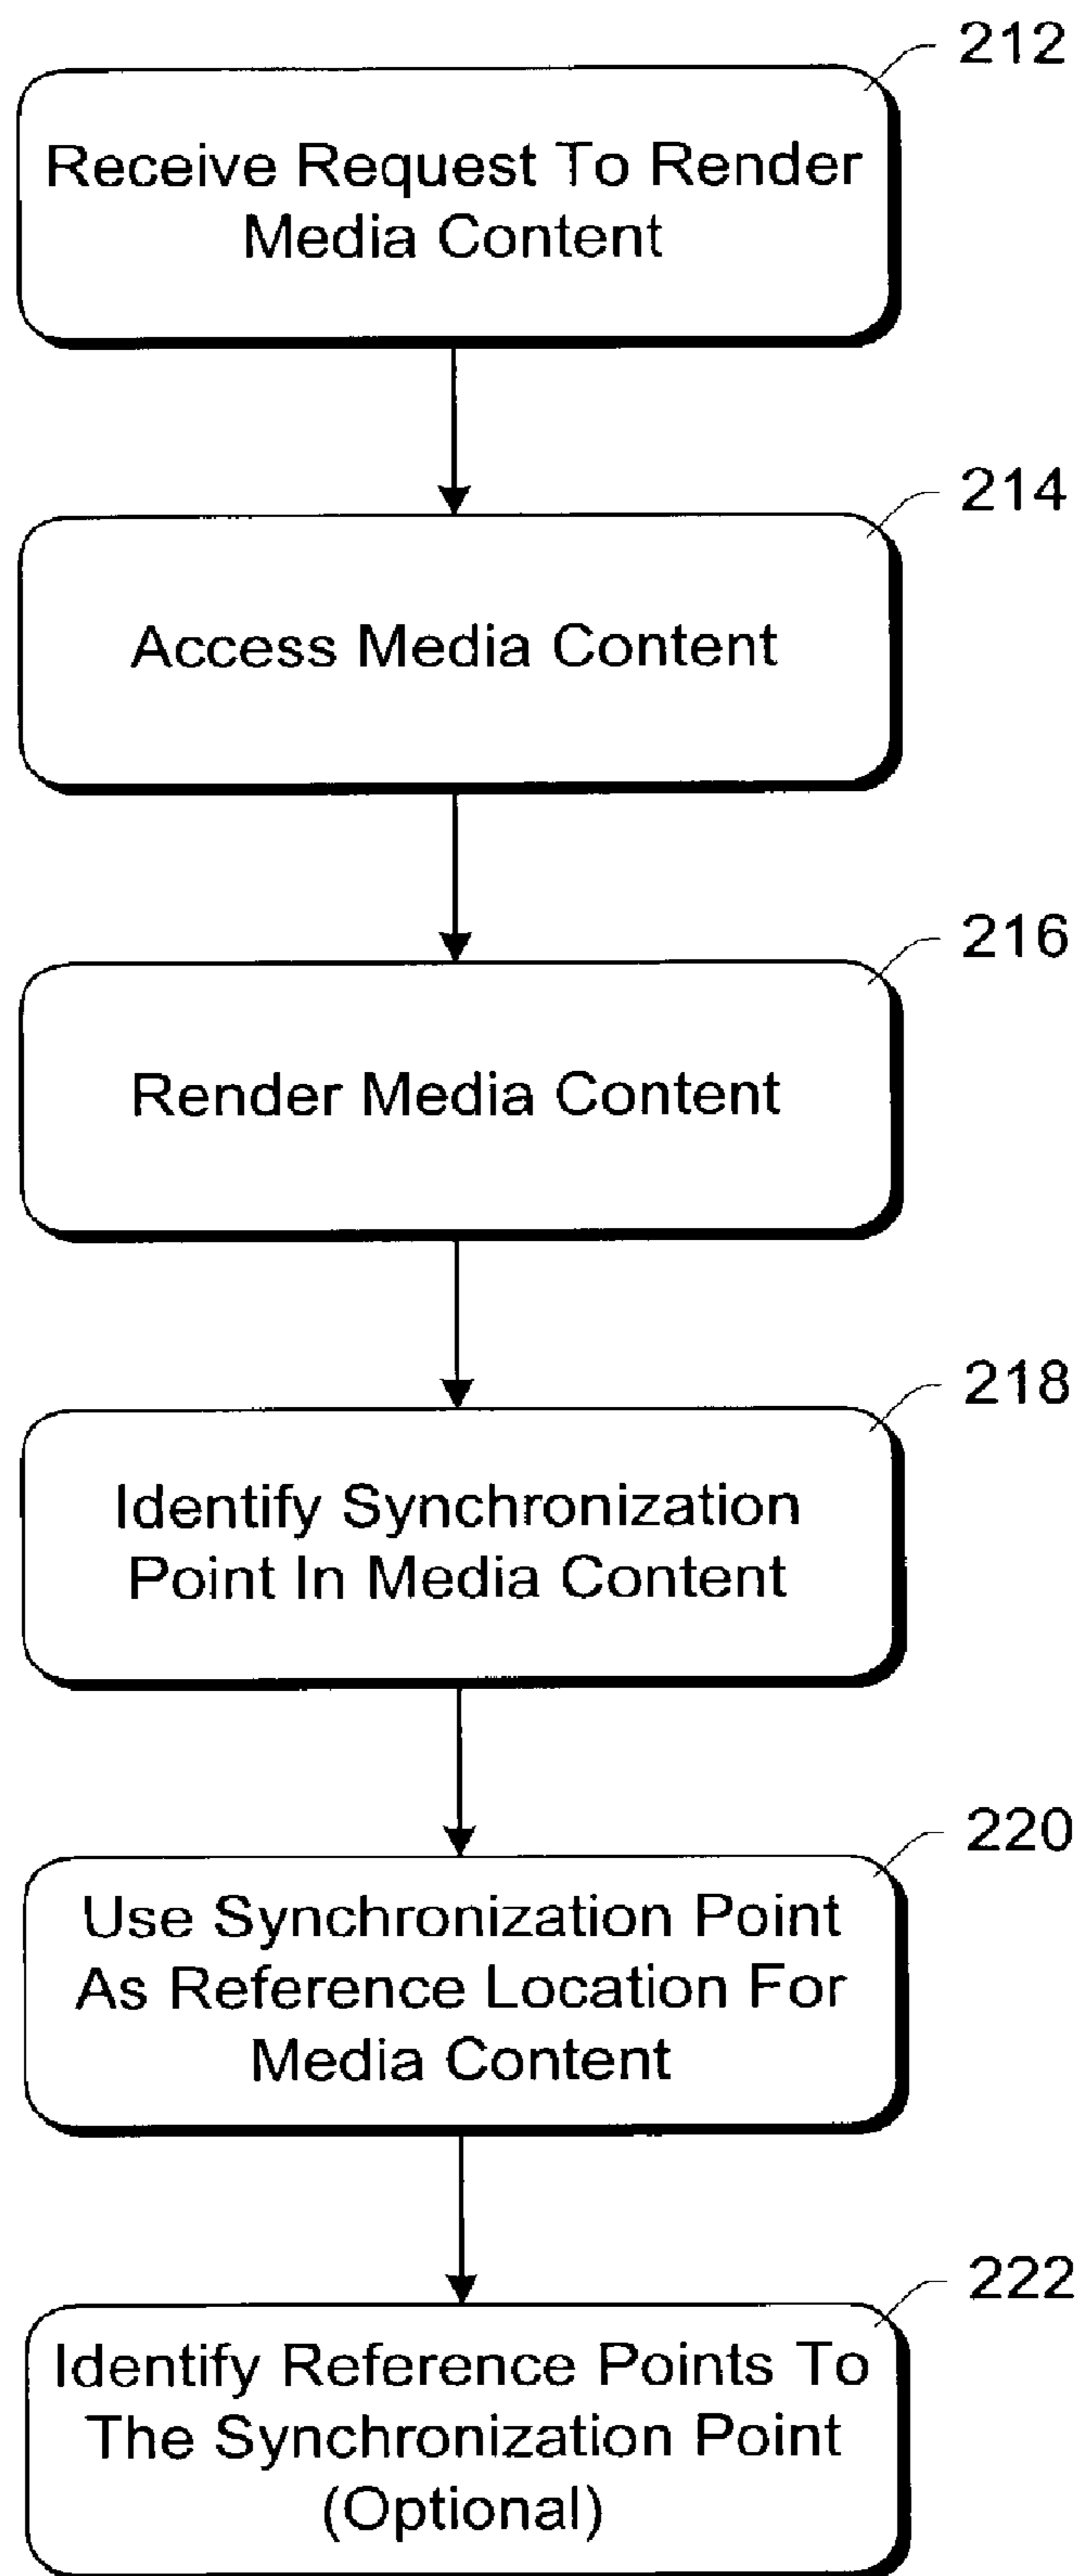 212
Receive Request To Render
Media Content
214
Access Media Content
216
Render Media Content
218
Identify Synchronization
Point In Media Content
220
Use Synchronization Point
As Reference Location For
Media Content
222
Identify Reference Points To
The Synchronization Point
(Optional)